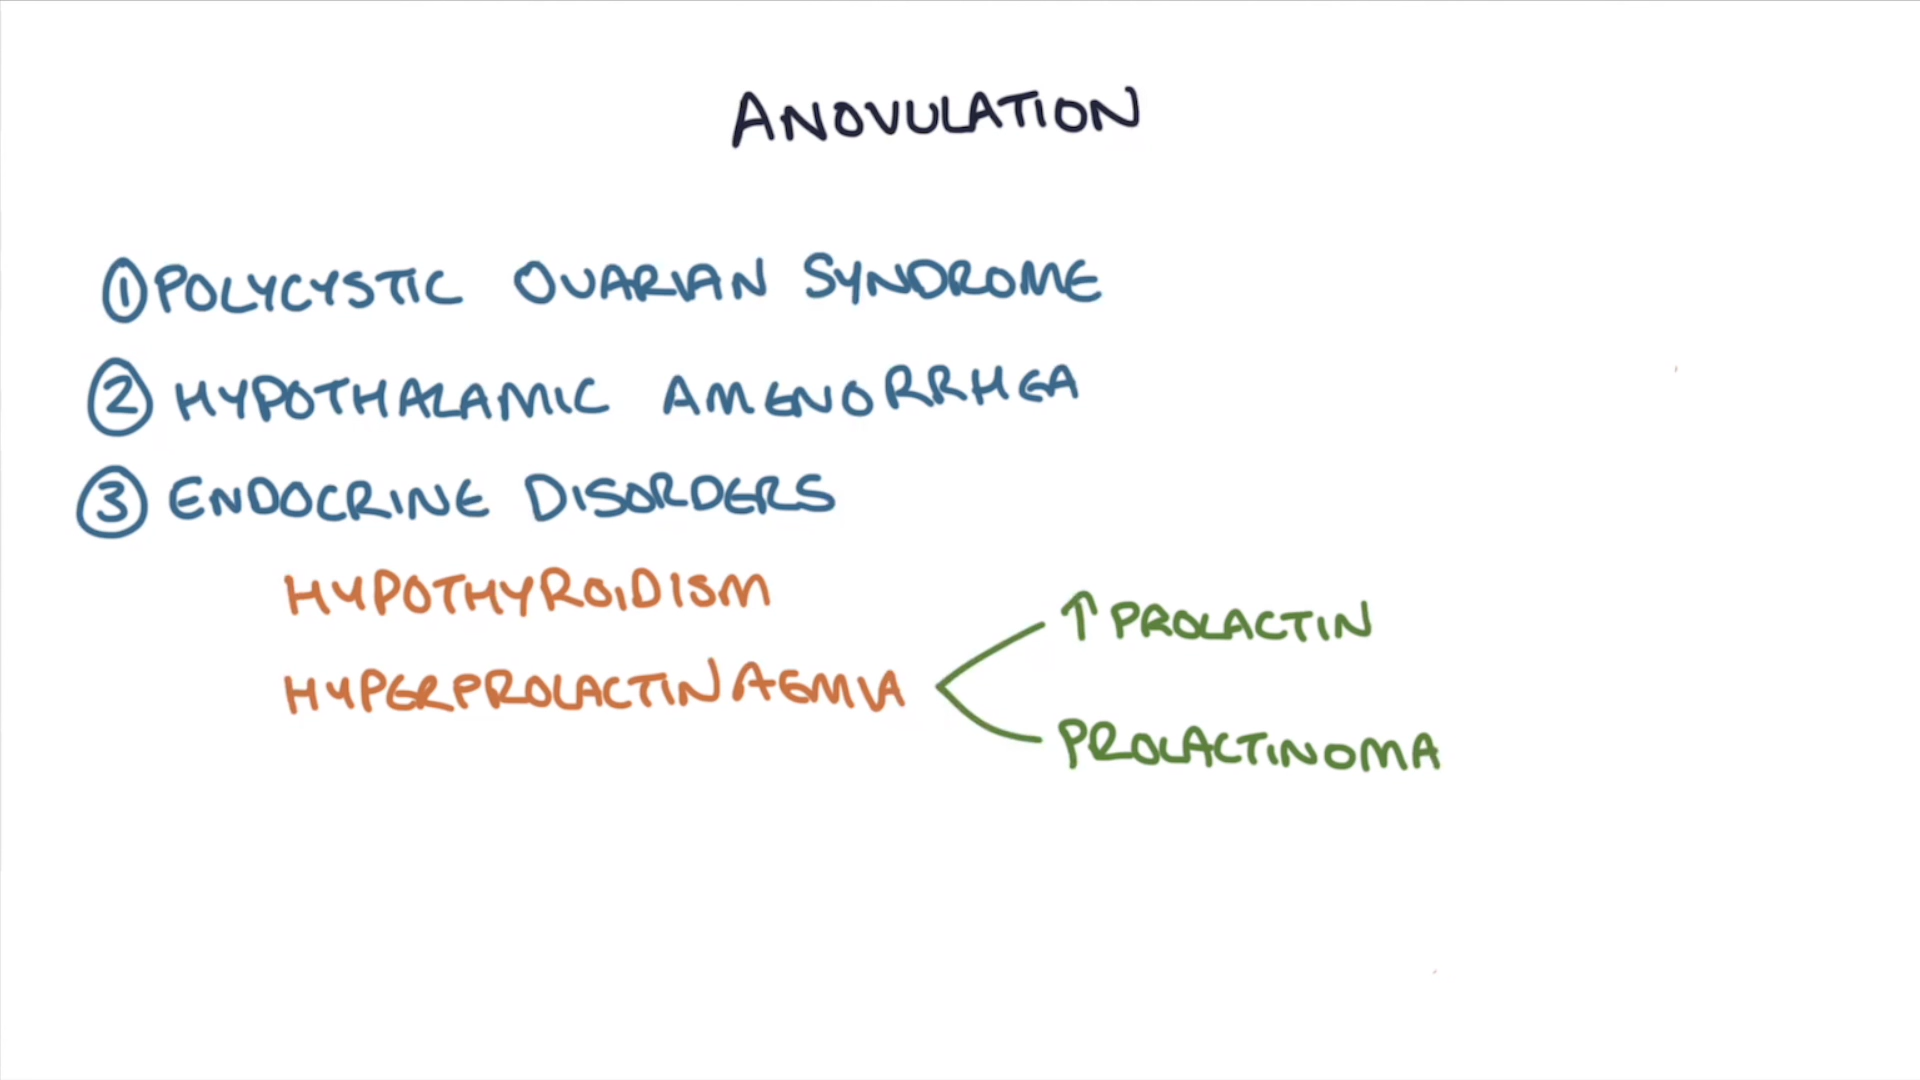 ANOVULATION
① POLYCYSTIC OVARIAN SYNDROME
② HYPOTHALAMIC AMENORRHEA
③ ENDOCRINE DISORDERS
HYPOTHYROIDISM
↑ PROLACTIN
HYPERPROLACTINAEMIA
PROLACTINOMA